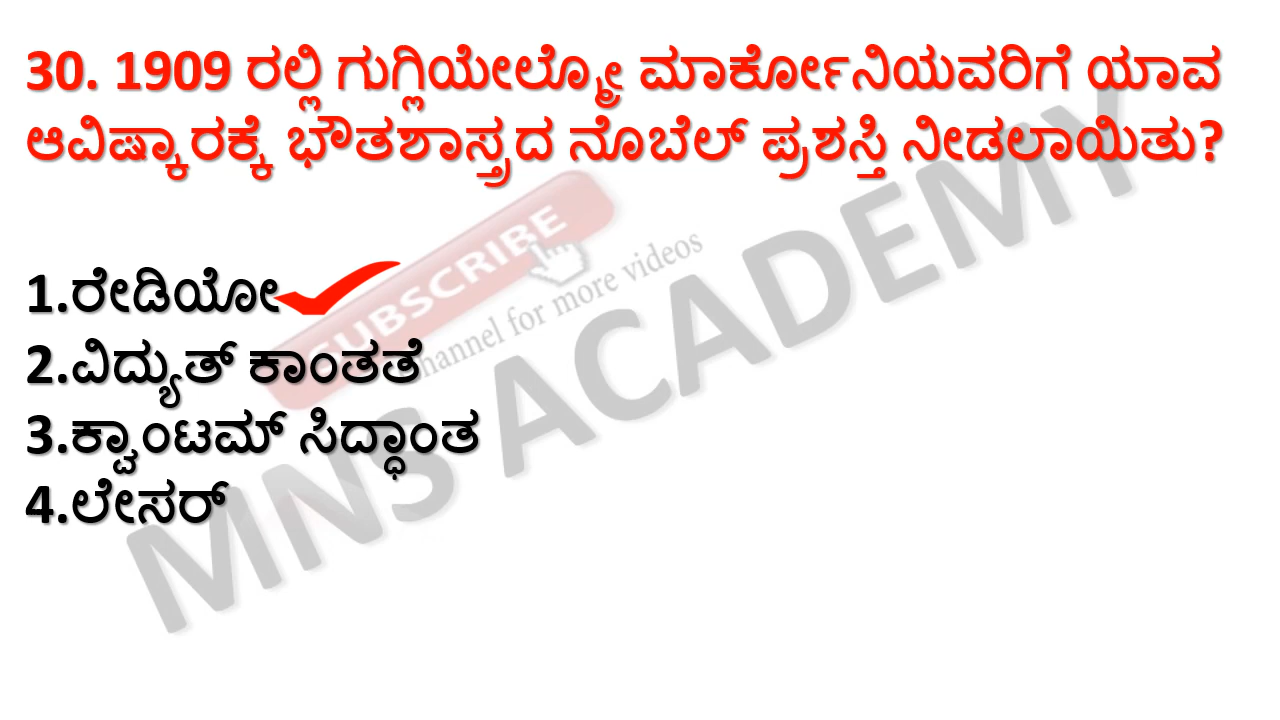 30. 1909 ರಲ್ಲಿ ಗುಗ್ಲಿಯೇಲ್ಮೋ ಮಾರ್ಕೋನಿಯವರಿಗೆ ಯಾವ
ಆವಿಷ್ಕಾರಕ್ಕೆ ಭೌತಶಾಸ್ತ್ರದ ನೊಬೆಲ್ ಪ್ರಶಸ್ತಿ ನೀಡಲಾಯಿತು?
1.ರೇಡಿಯೋ
2.ವಿದ್ಯುತ್ ಕಾಂತತೆ
3.ಕ್ವಾಂಟಮ್ ಸಿದ್ಧಾಂತ
4.ಲೇಸರ್
SUBSCRIBE
channel for more videos
MNS ACADEMY